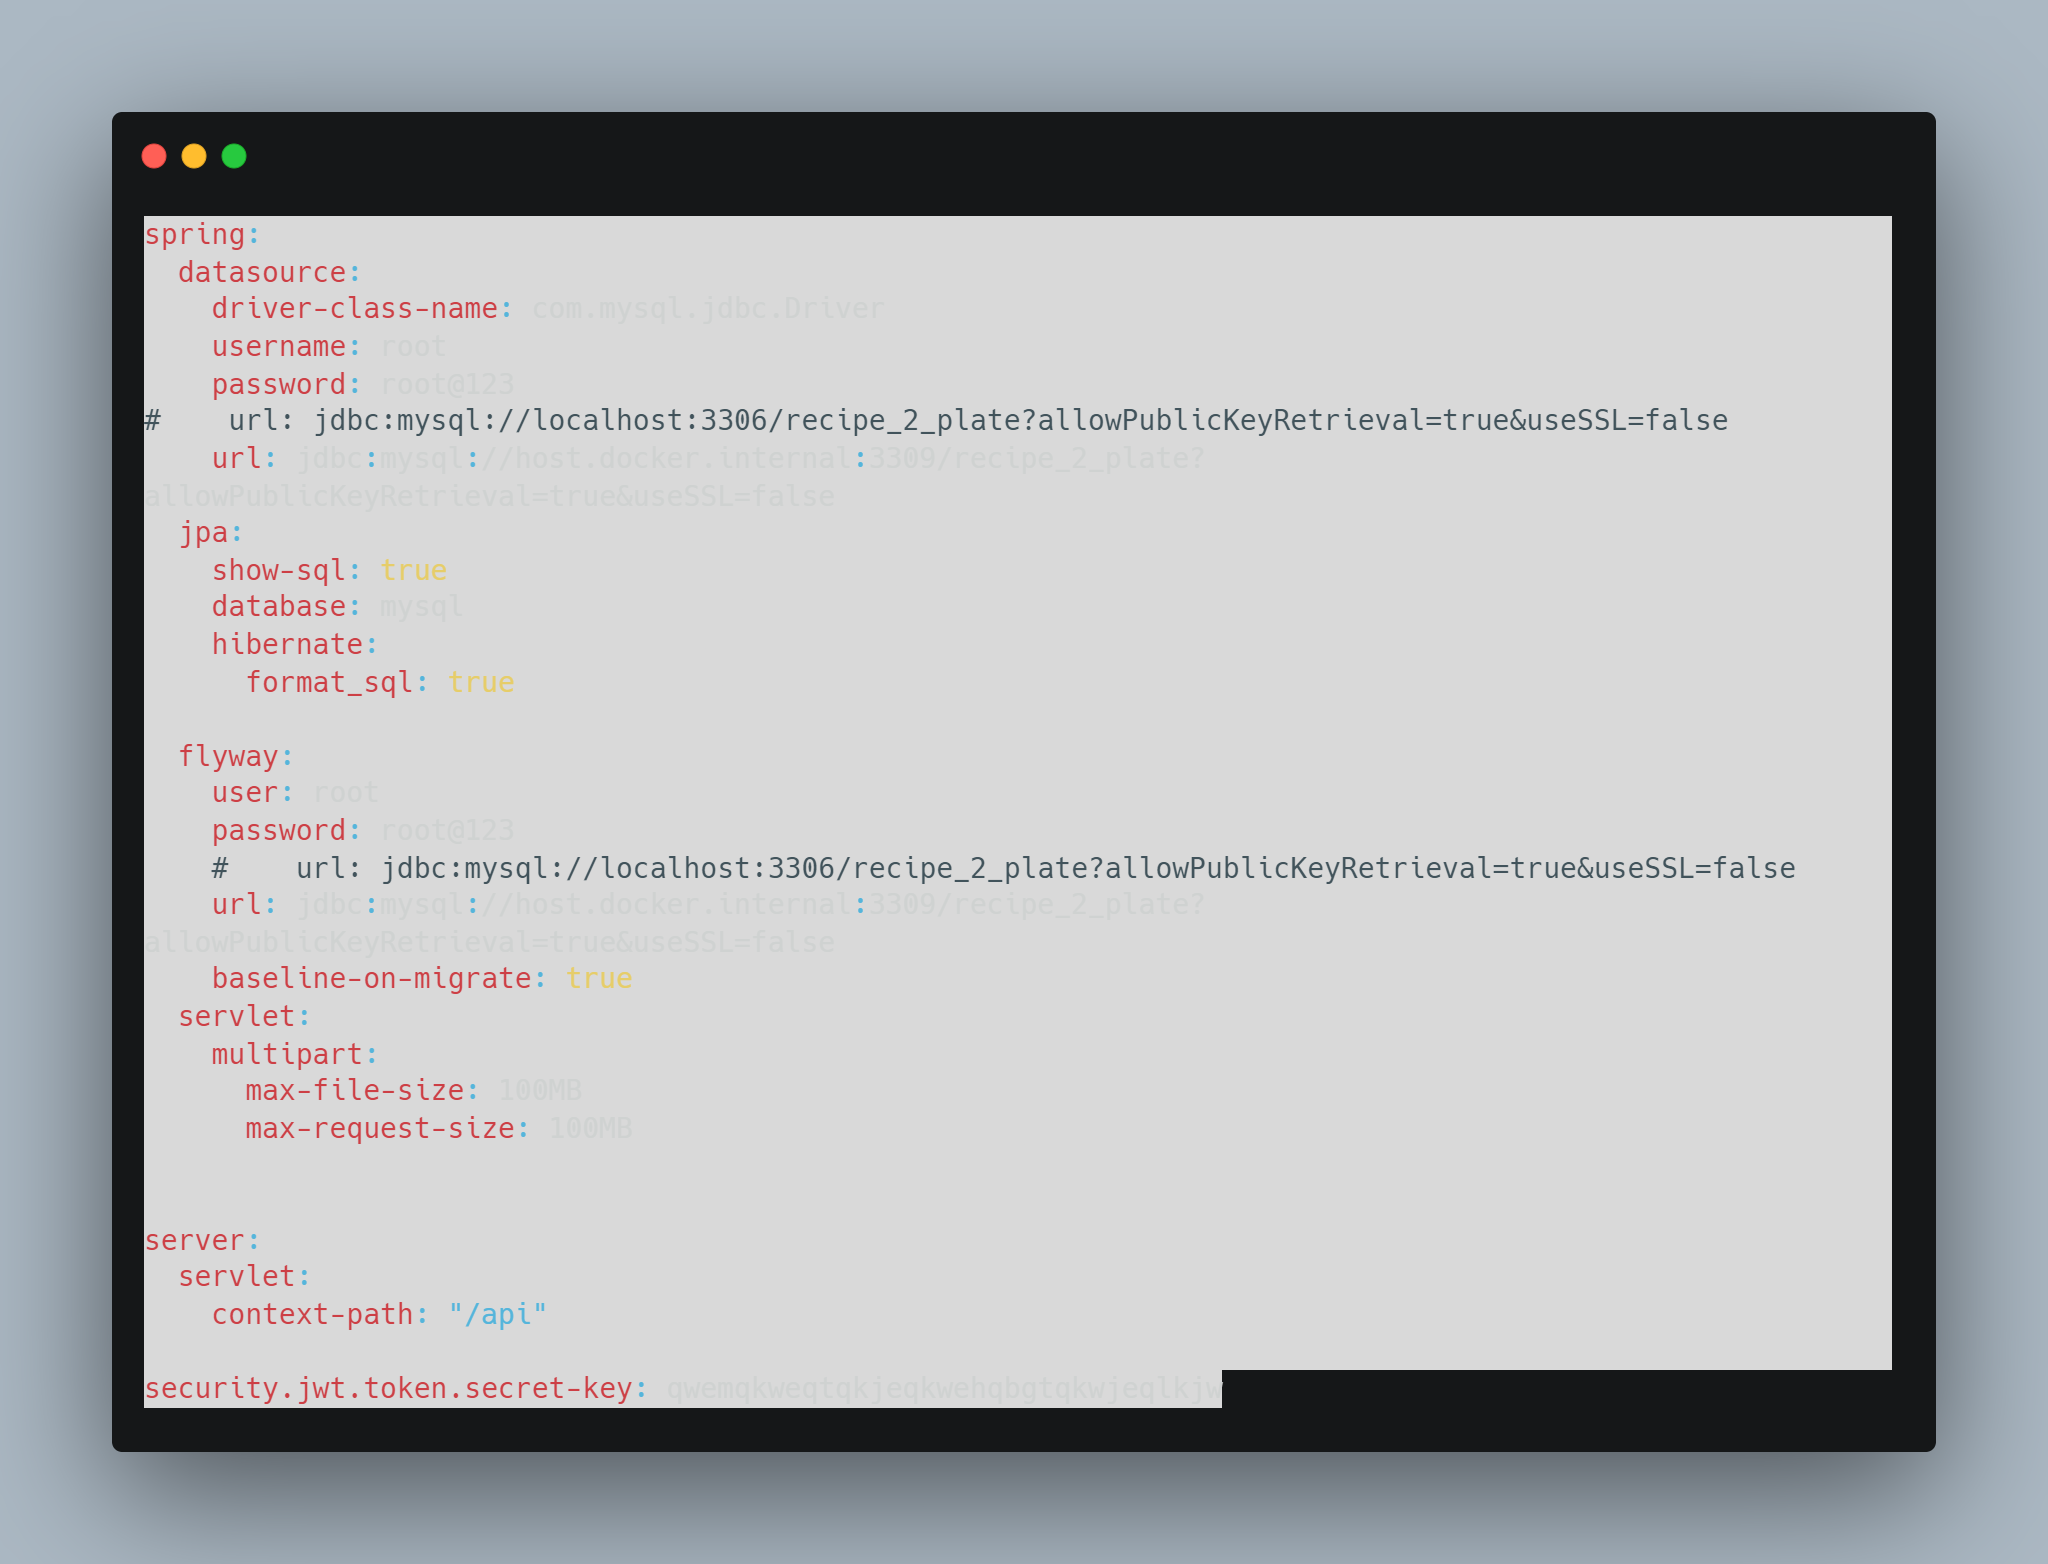 spring:
  datasource:
    driver-class-name: com.mysql.jdbc.Driver
    username: root
    password: root@123
#    url: jdbc:mysql://localhost:3306/recipe_2_plate?allowPublicKeyRetrieval=true&useSSL=false
    url: jdbc:mysql://host.docker.internal:3309/recipe_2_plate?
allowPublicKeyRetrieval=true&useSSL=false
  jpa:
    show-sql: true
    database: mysql
    hibernate:
      format_sql: true
  flyway:
    user: root
    password: root@123
    #    url: jdbc:mysql://localhost:3306/recipe_2_plate?allowPublicKeyRetrieval=true&useSSL=false
    url: jdbc:mysql://host.docker.internal:3309/recipe_2_plate?
allowPublicKeyRetrieval=true&useSSL=false
    baseline-on-migrate: true
  servlet:
    multipart:
      max-file-size: 100MB
      max-request-size: 100MB
server:
  servlet:
    context-path: "/api"
security.jwt.token.secret-key: qwemqkweqtqkjeqkwehqbgtqkwjeqlkjw